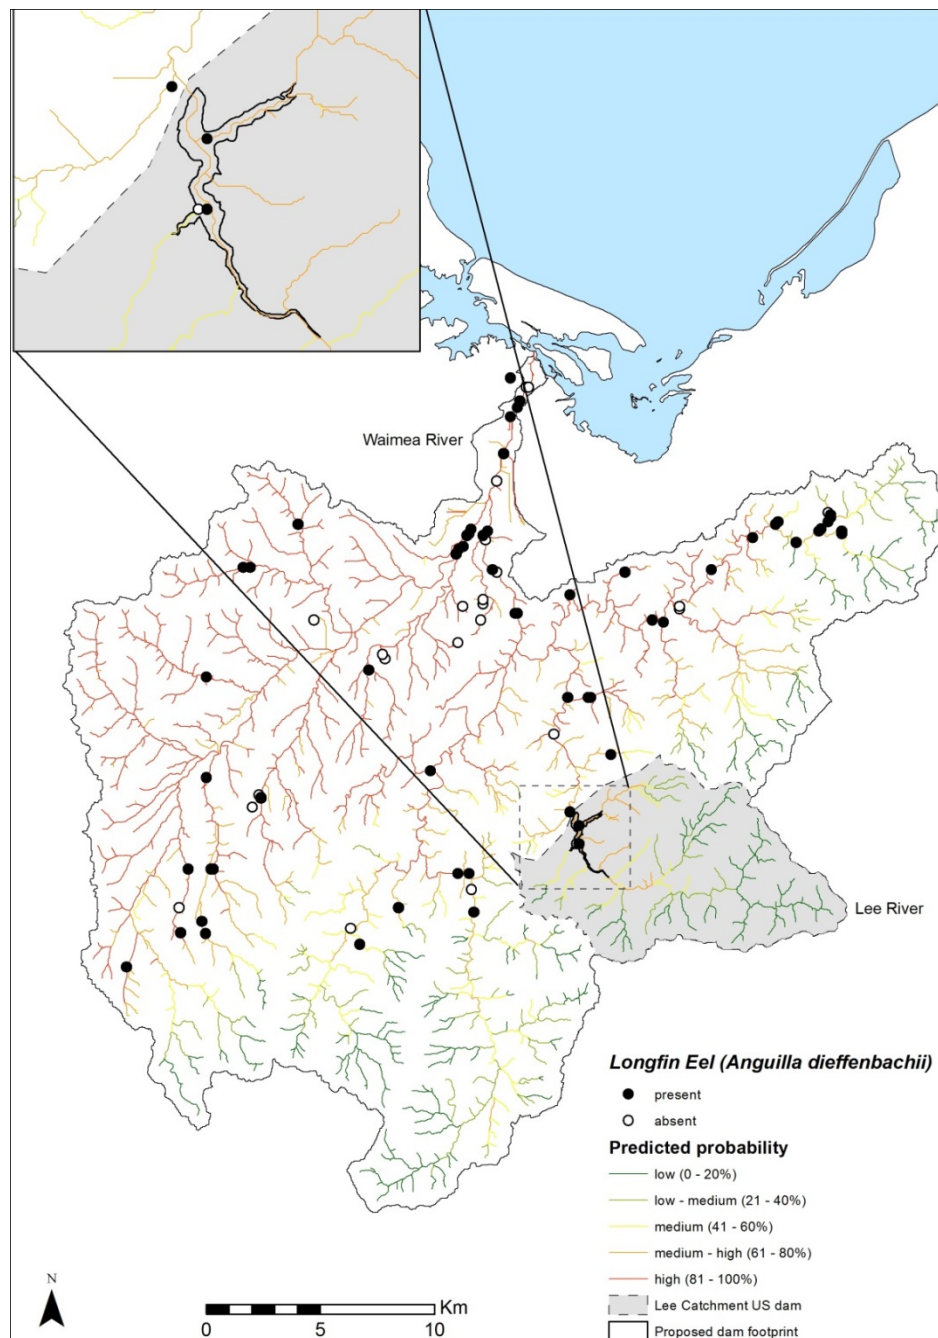 Waimea River
Lee River
Longfin Eel (Anguilla dieffenbachii)
present
absent
Predicted probability
low (0 - 20%)
low - medium (21 - 40%)
medium (41 - 60%)
medium - high (61 - 80%)
high (81 - 100%)
Lee Catchment US dam
Proposed dam footprint
N
Km
0 5 10